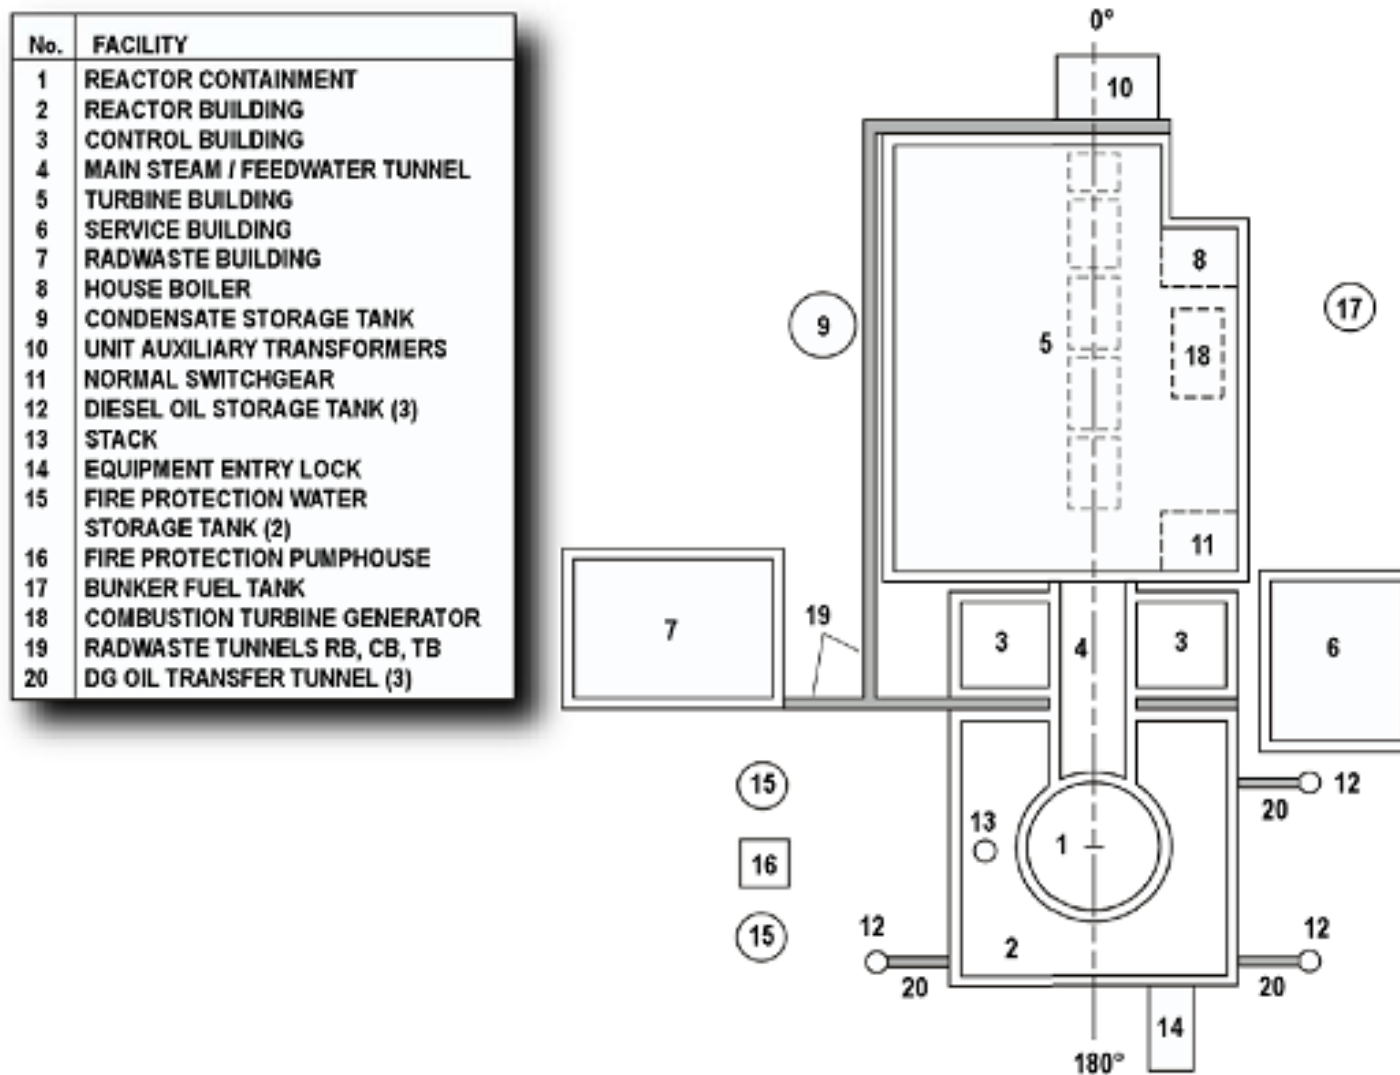 No. FACILITY
1 REACTOR CONTAINMENT
2 REACTOR BUILDING
3 CONTROL BUILDING
4 MAIN STEAM / FEEDWATER TUNNEL
5 TURBINE BUILDING
6 SERVICE BUILDING
7 RADWASTE BUILDING
8 HOUSE BOILER
9 CONDENSATE STORAGE TANK
10 UNIT AUXILIARY TRANSFORMERS
11 NORMAL SWITCHGEAR
12 DIESEL OIL STORAGE TANK (3)
13 STACK
14 EQUIPMENT ENTRY LOCK
15 FIRE PROTECTION WATER
STORAGE TANK (2)
16 FIRE PROTECTION PUMPHOUSE
17 BUNKER FUEL TANK
18 COMBUSTION TURBINE GENERATOR
19 RADWASTE TUNNELS RB, CB, TB
20 DG OIL TRANSFER TUNNEL (3)
0°
10
8
17
9
5
18
11
19
7
3
4
3
6
15
12
20
13
1
16
15
12
2
12
20
20
14
180°